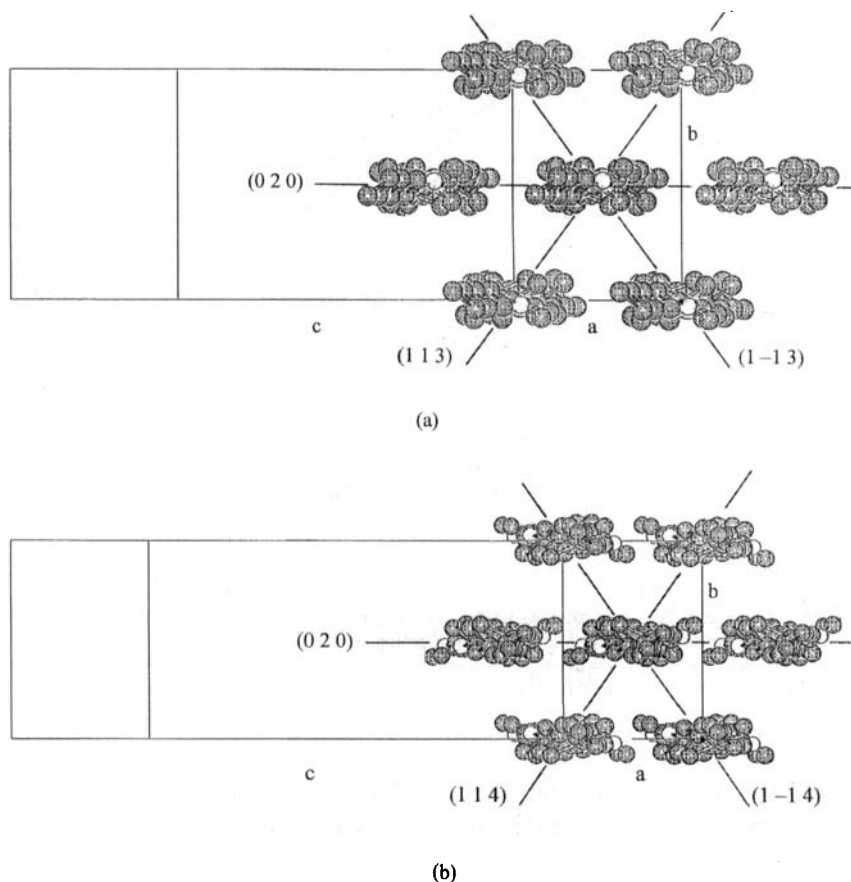 b
(0 2 0)
c
a
(1 1 3)
(1 –1 3)
(a)
b
(0 2 0)
c
a
(1 1 4)
(1 –1 4)
(b)